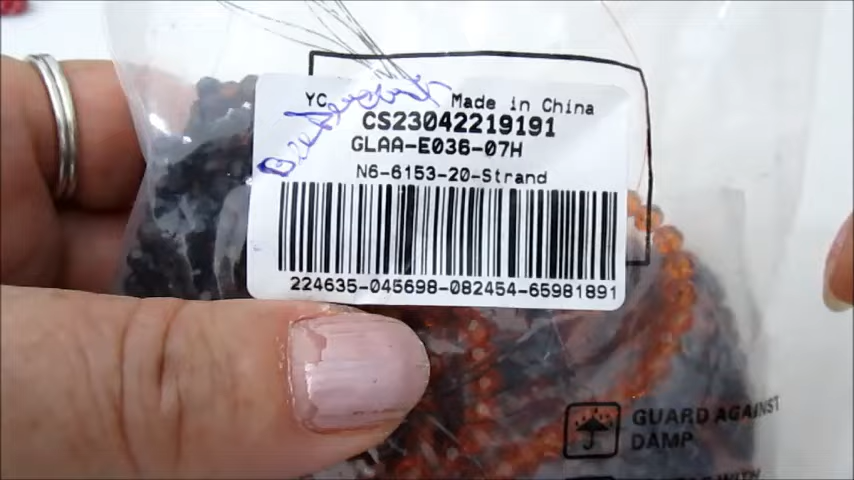 YC Made in China
CS23042219191
GLAA-E036-07H
N6-6153-20-Strand
224635-045698-082454-65981891
GUARD AGAINST
DAMP
WITH